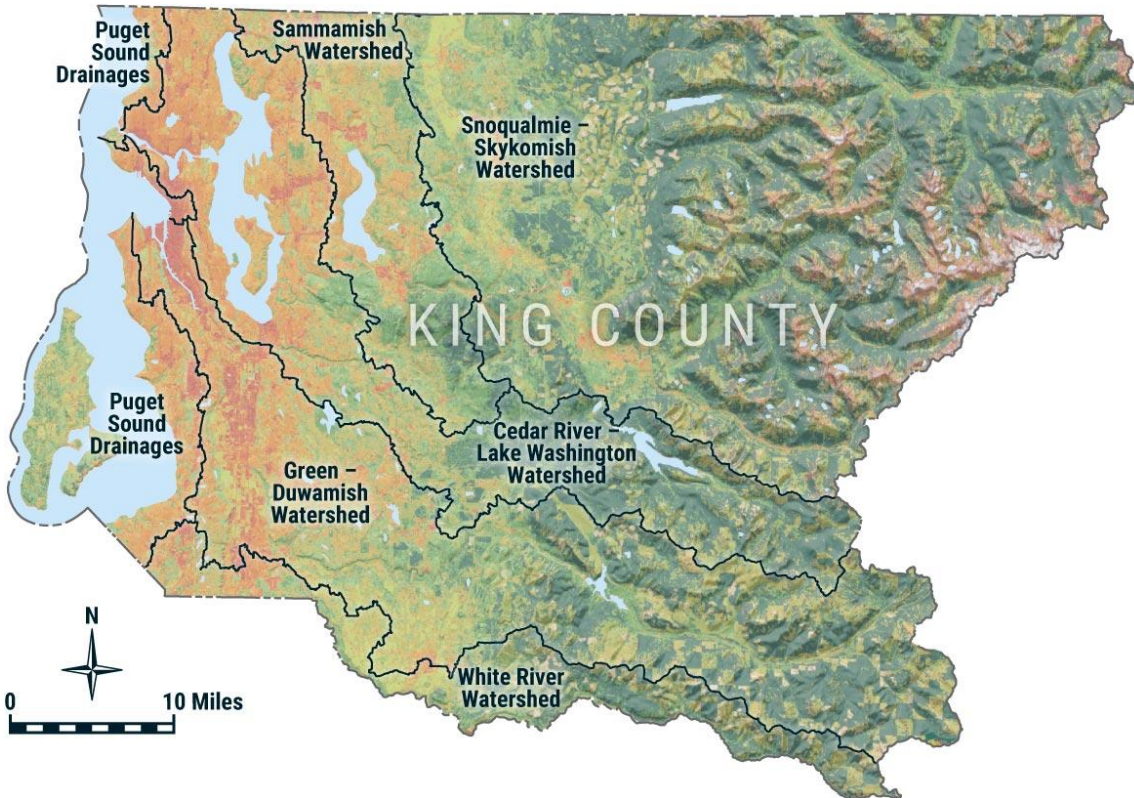 Puget
Sound
Drainages
Sammamish
Watershed
Snoqualmie –
Skykomish
Watershed
KING COUNTY
Puget
Sound
Drainages
Cedar River –
Lake Washington
Watershed
Green –
Duwamish
Watershed
White River
Watershed
N
0 10 Miles